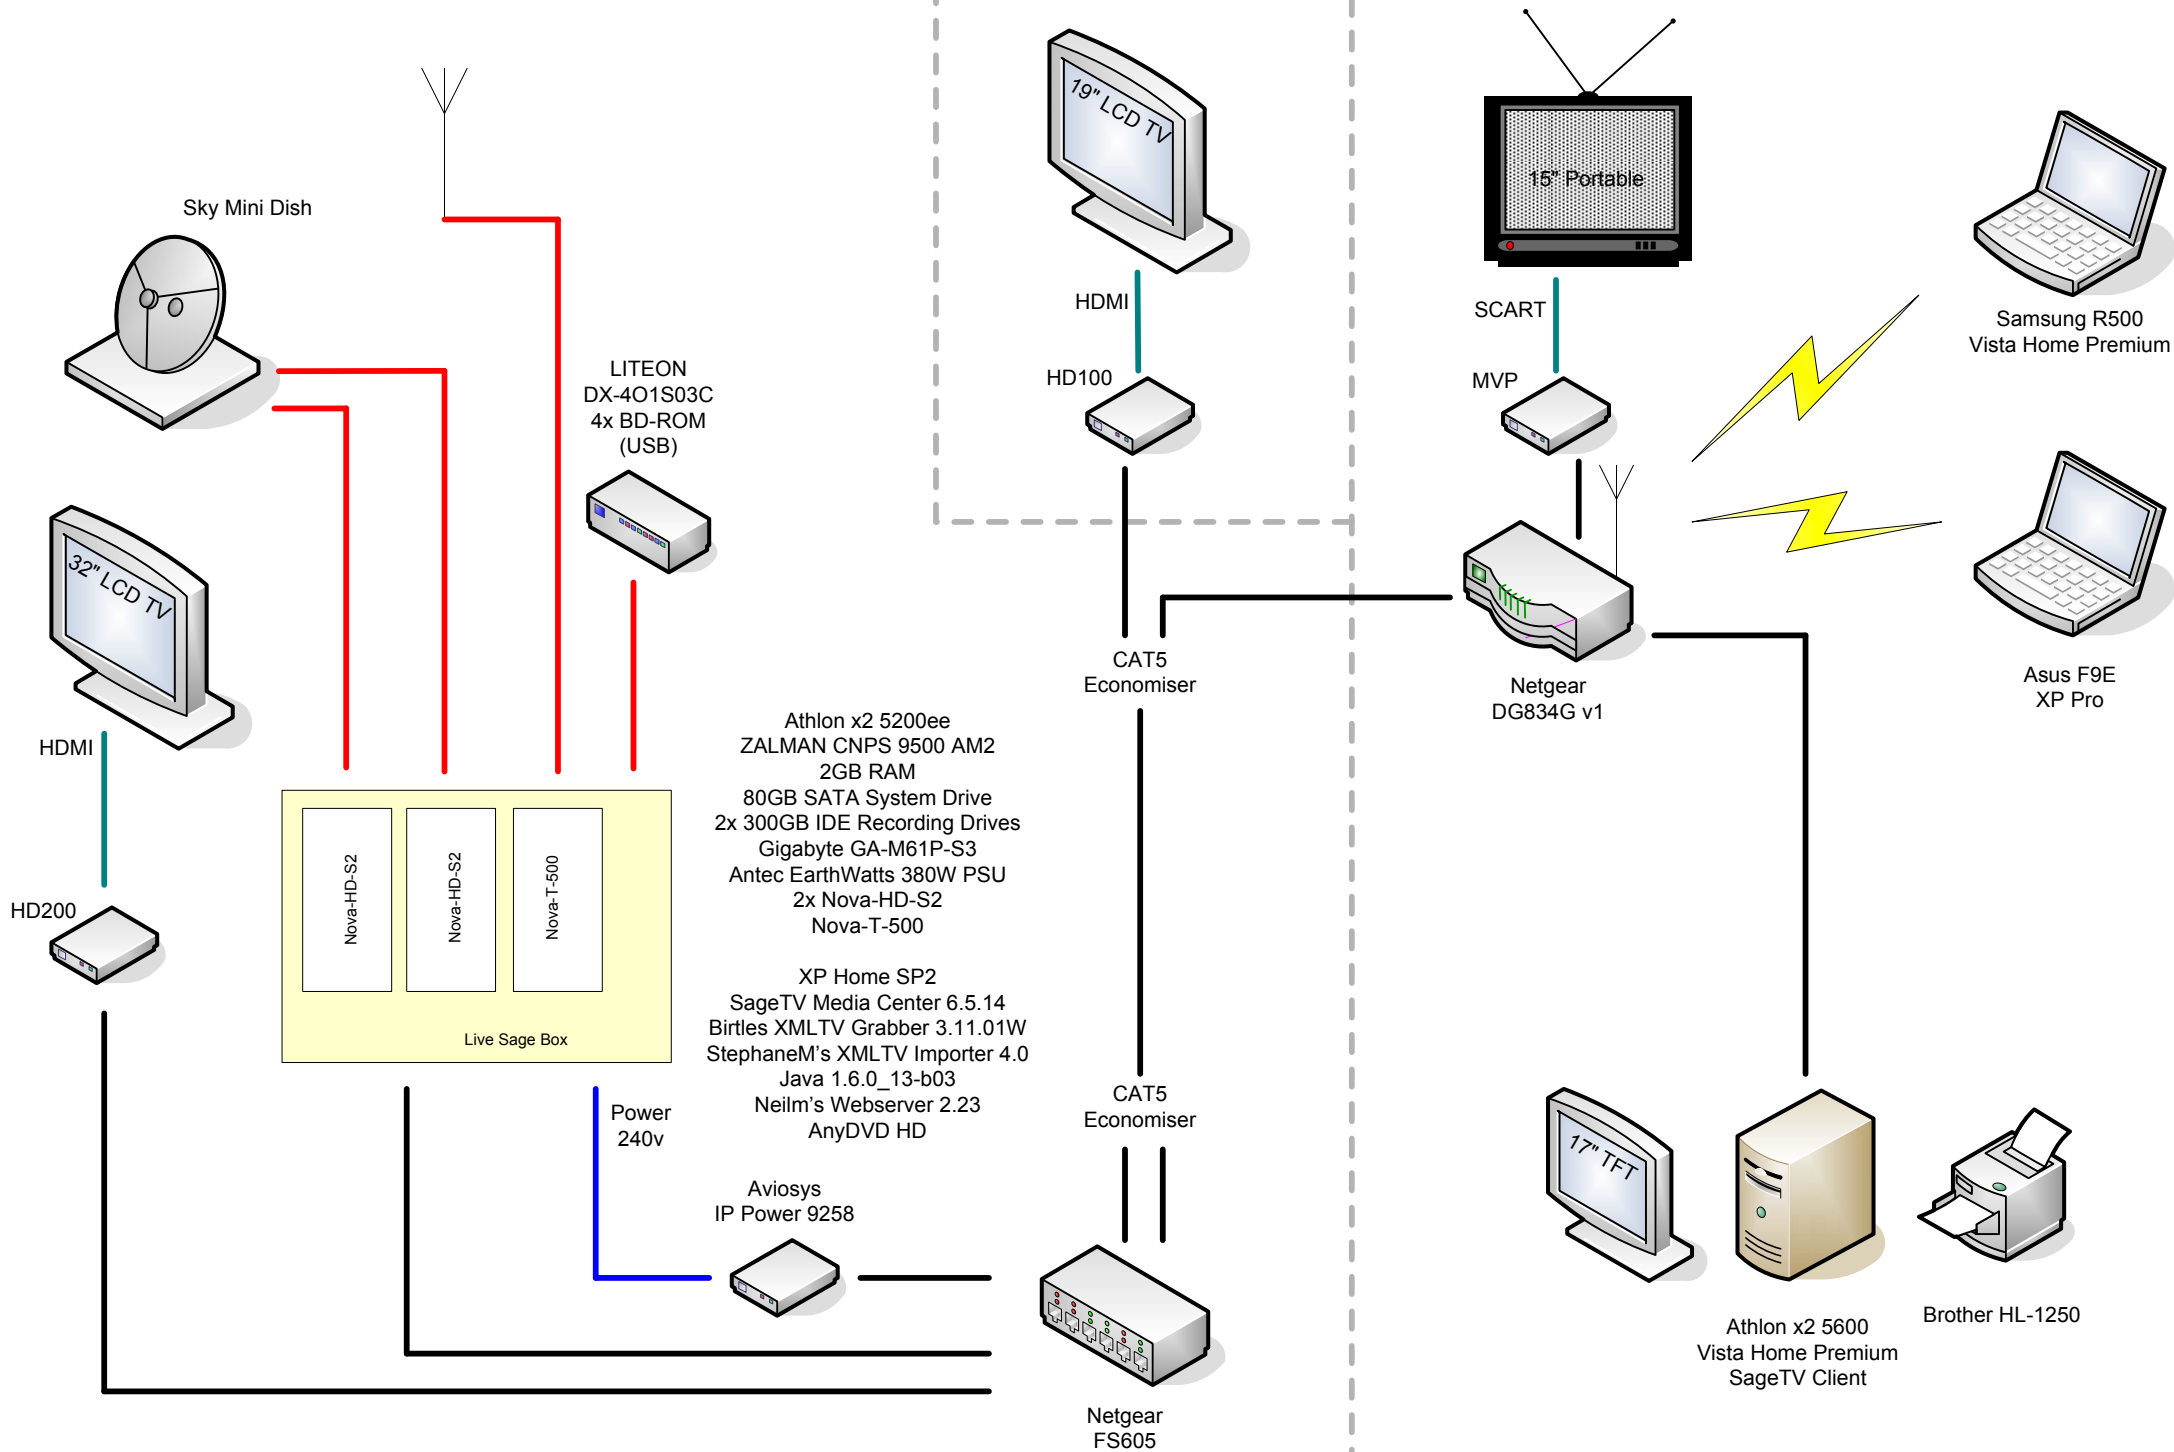 Sky Mini Dish
LITEON
DX-4O1S03C
4x BD-ROM
(USB)
32" LCD TV
HDMI
HD200
Nova-HD-S2
Nova-HD-S2
Nova-T-500
Live Sage Box
Power
240v
Athlon x2 5200ee
ZALMAN CNPS 9500 AM2
2GB RAM
80GB SATA System Drive
2x 300GB IDE Recording Drives
Gigabyte GA-M61P-S3
Antec EarthWatts 380W PSU
2x Nova-HD-S2
Nova-T-500
XP Home SP2
SageTV Media Center 6.5.14
Birtles XMLTV Grabber 3.11.01W
StephaneM's XMLTV Importer 4.0
Java 1.6.0_13-b03
Neilm's Webserver 2.23
AnyDVD HD
Aviosys
IP Power 9258
19" LCD TV
HDMI
HD100
CAT5
Economiser
CAT5
Economiser
Netgear
FS605
15" Portable
SCART
MVP
Netgear
DG834G v1
Samsung R500
Vista Home Premium
Asus F9E
XP Pro
17" TFT
Athlon x2 5600
Vista Home Premium
SageTV Client
Brother HL-1250